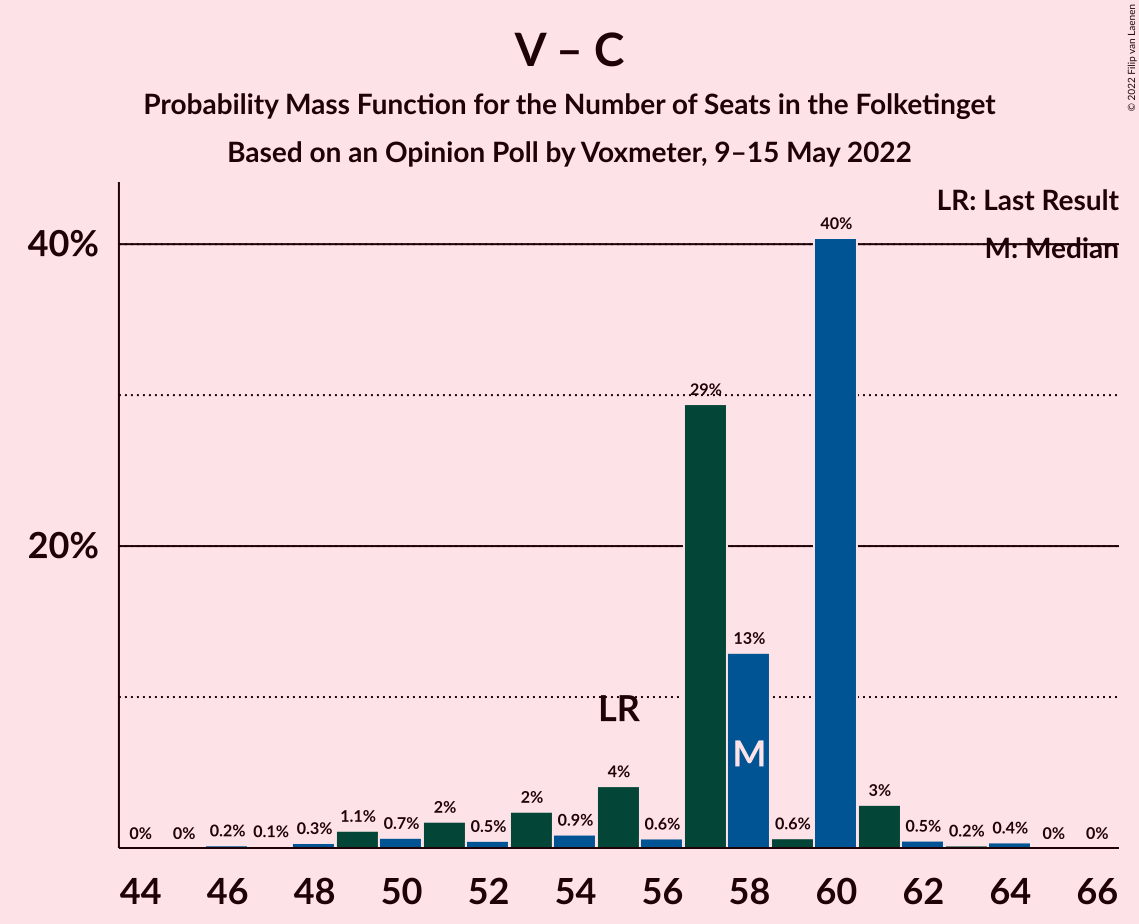 V – C
Probability Mass Function for the Number of Seats in the Folketinget
Based on an Opinion Poll by Voxmeter, 9–15 May 2022
© 2022 Filip van Laenen
LR: Last Result
M: Median
40%
20%
0%
0%
0.2%
0.1%
0.3%
1.1%
0.7%
2%
0.5%
2%
0.9%
4%
0.6%
29%
13%
0.6%
40%
3%
0.5%
0.2%
0.4%
0%
0%
LR
M
44 46 48 50 52 54 56 58 60 62 64 66